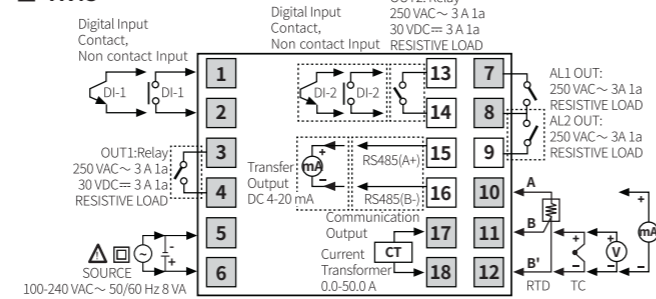 Digital Input
Contact,
Non contact Input
DI-1
DI-1
Digital Input
Contact,
Non contact Input
DI-2
DI-2
250 VAC～ 3 A 1a
30 VDC⎓ 3 A 1a
RESISTIVE LOAD
1
2
3
4
5
6
13
14
15
16
17
18
7
8
9
10
11
12
OUT1:Relay
250 VAC～ 3 A 1a
30 VDC⎓ 3 A 1a
RESISTIVE LOAD
SOURCE
100-240 VAC～ 50/60 Hz 8 VA
- 
+
Transfer
Output
DC 4-20 mA
mA
+
-
RS485(A+)
RS485(B-)
Communication
Output
Current
Transformer
0.0-50.0 A
CT
AL1 OUT:
250 VAC～ 3A 1a
RESISTIVE LOAD
AL2 OUT:
250 VAC～ 3A 1a
RESISTIVE LOAD
A
B
B'
RTD
TC
+
-
V
+
-
mA
+
-